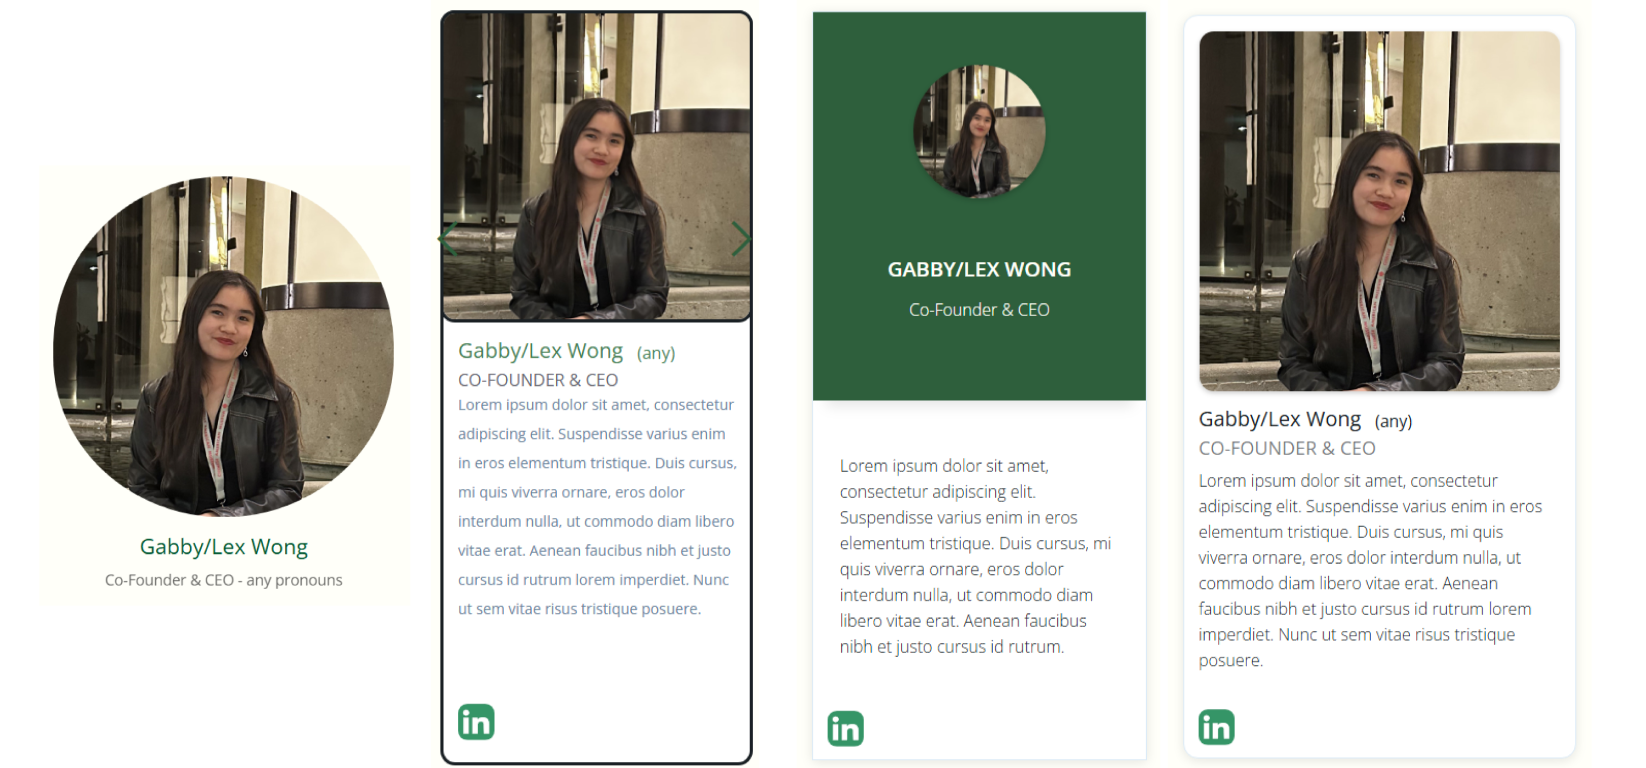 Gabby/Lex Wong
Co-Founder & CEO - any pronouns
Gabby/Lex Wong (any)
CO-FOUNDER & CEO
Lorem ipsum dolor sit amet, consectetur
adipiscing elit. Suspendisse varius enim
in eros elementum tristique. Duis cursus,
mi quis viverra ornare, eros dolor
interdum nulla, ut commodo diam libero
vitae erat. Aenean faucibus nibh et justo
cursus id rutrum lorem imperdiet. Nunc
ut sem vitae risus tristique posuere.
in
GABBY/LEX WONG
Co-Founder & CEO
Lorem ipsum dolor sit amet,
consectetur adipiscing elit.
Suspendisse varius enim in eros
elementum tristique. Duis cursus, mi
quis viverra ornare, eros dolor
interdum nulla, ut commodo diam
libero vitae erat. Aenean faucibus
nibh et justo cursus id rutrum.
in
Gabby/Lex Wong (any)
CO-FOUNDER & CEO
Lorem ipsum dolor sit amet, consectetur
adipiscing elit. Suspendisse varius enim in eros
elementum tristique. Duis cursus, mi quis
viverra ornare, eros dolor interdum nulla, ut
commodo diam libero vitae erat. Aenean
faucibus nibh et justo cursus id rutrum lorem
imperdiet. Nunc ut sem vitae risus tristique
posuere.
in